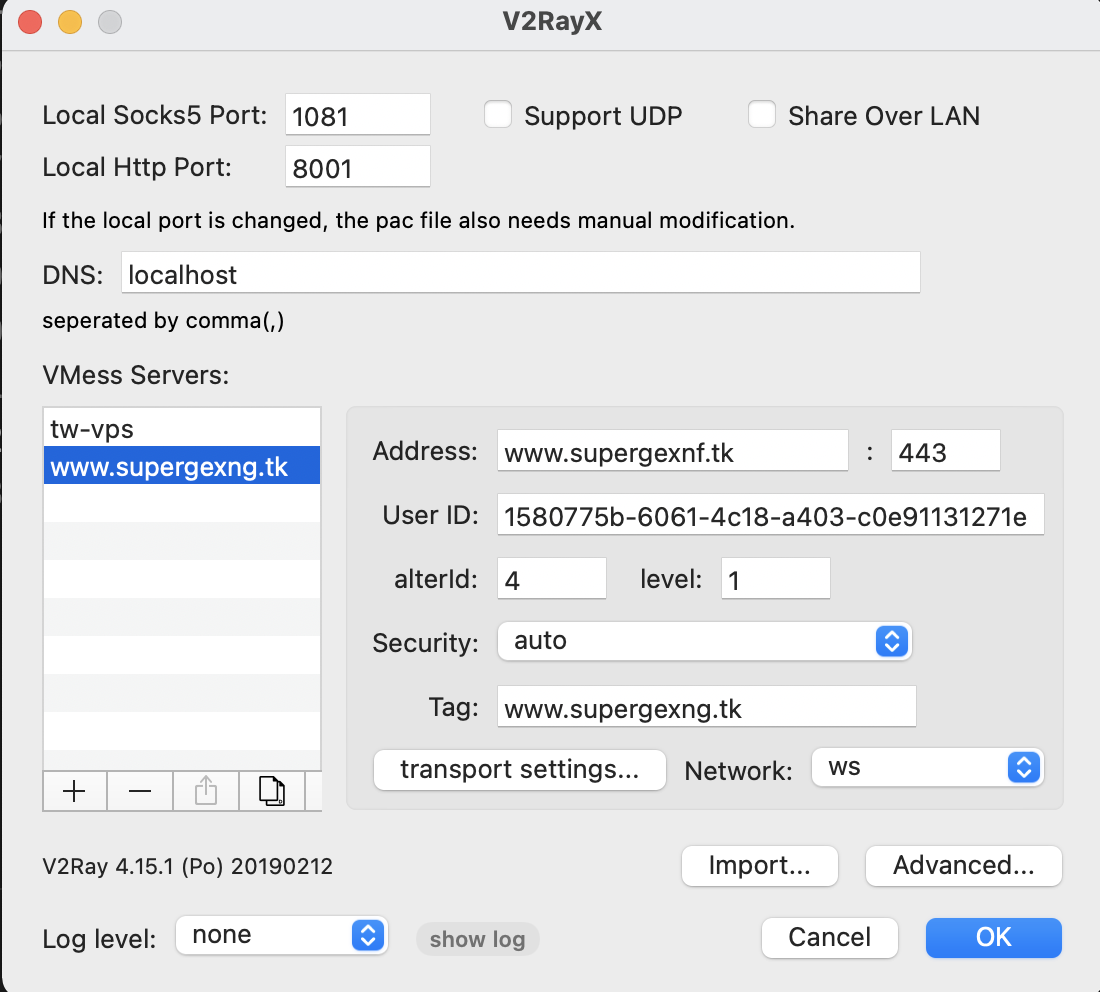 V2RayX
Local Socks5 Port: 1081 Support UDP Share Over LAN
Local Http Port: 8001
If the local port is changed, the pac file also needs manual modification.
DNS: localhost
seperated by comma(,)
VMess Servers:
tw-vps
www.supergexng.tk
Address: www.supergexnf.tk : 443
User ID: 1580775b-6061-4c18-a403-c0e91131271e
alterId: 4 level: 1
Security: auto
Tag: www.supergexng.tk
transport settings... Network: ws
V2Ray 4.15.1 (Po) 20190212
Import... Advanced...
Log level: none show log
Cancel OK